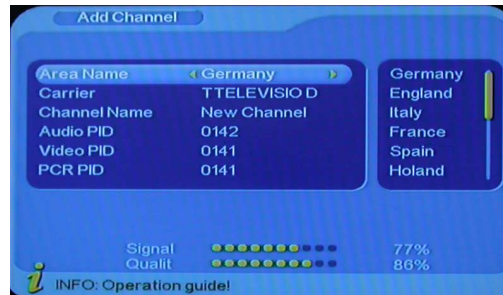 Add Channel
Area Name Germany
Carrier TTELEVISIO D
Channel Name New Channel
Audio PID 0142
Video PID 0141
PCR PID 0141
Germany
England
Italy
France
Spain
Holand
Signal 77%
Qualit 86%
i INFO: Operation guide!